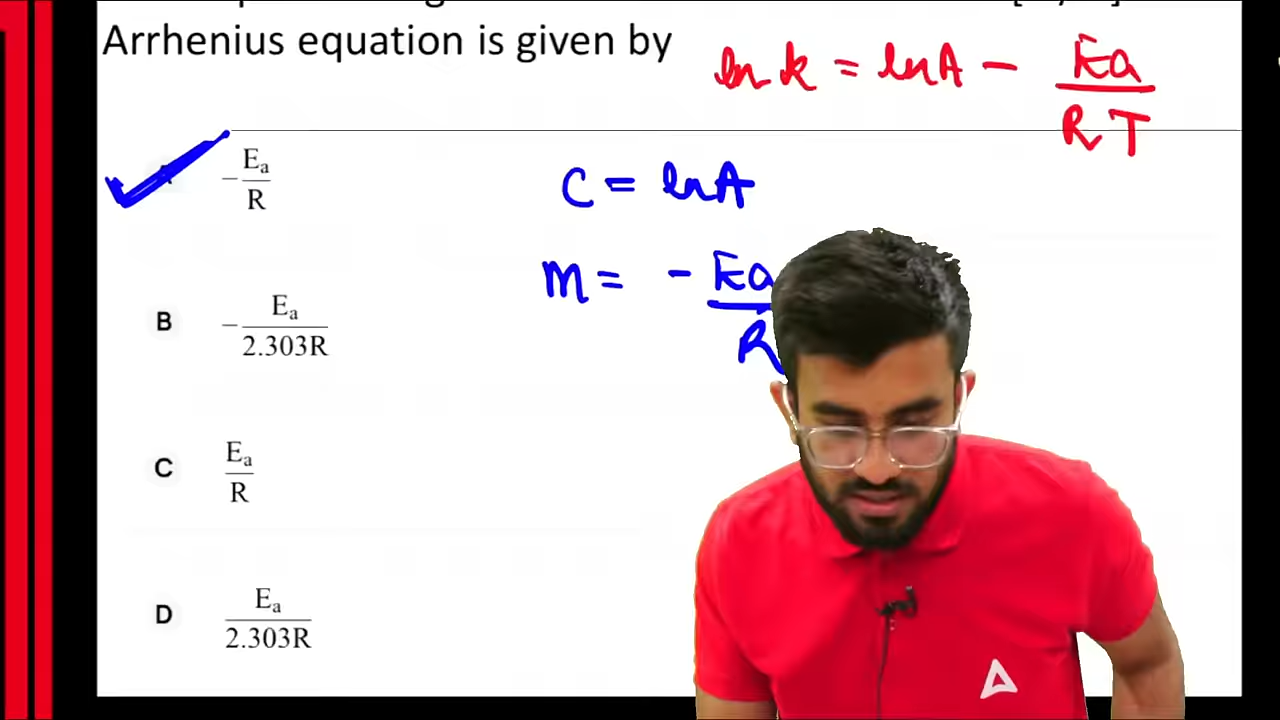 Arrhenius equation is given by
ln k = ln A - Ea / RT
-Ea / R
C = ln A
m = - Ea / R
B -Ea / 2.303R
C Ea / R
D Ea / 2.303R